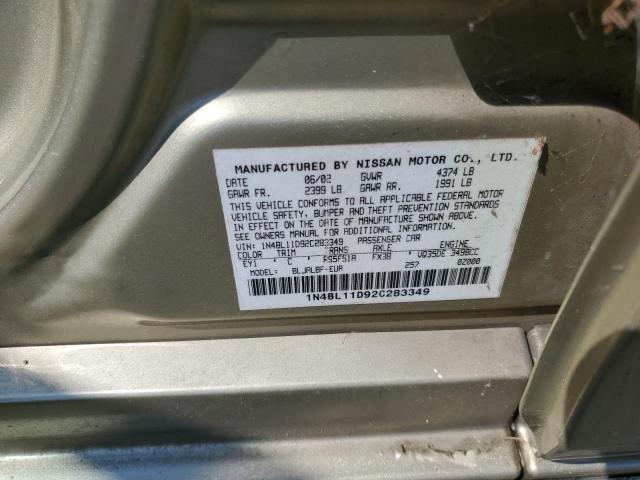 MANUFACTURED BY NISSAN MOTOR CO., LTD.
DATE 06/02 GVWR 4374 LB
GAWR FR. 2399 LB GAWR RR. 1991 LB
THIS VEHICLE CONFORMS TO ALL APPLICABLE FEDERAL MOTOR
VEHICLE SAFETY, BUMPER AND THEFT PREVENTION STANDARDS
IN EFFECT ON THE DATE OF MANUFACTURE SHOWN ABOVE.
SEE OWNERS MANUAL FOR ADDITIONAL INFORMATION.
VIN: 1N4BL11D92C283349 PASSENGER CAR
COLOR TRIM TRANS AXLE ENGINE
EY1 C RS5F51A FX38 VQ35DE 3498CC
MODEL: BLJALBF-EUR 257 02000
1N4BL11D92C283349